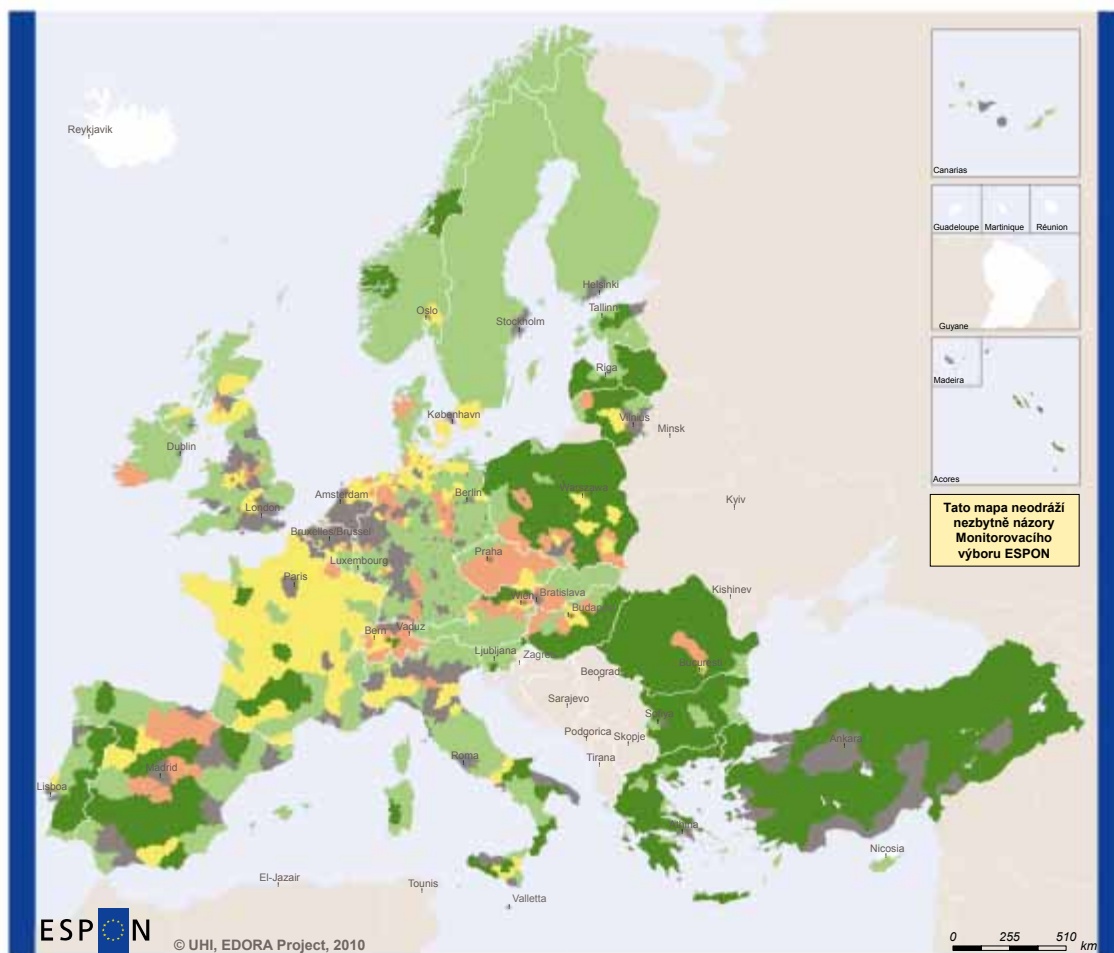 Reykjavik
Canarias
Guadeloupe
Martinique
Réunion
Guyane
Madeira
Acores
Tato mapa neodráží
nezbytně názory
Monitorovacího
výboru ESPON
Helsinki
Tallinn
Oslo
Stockholm
Riga
København
Vilnius
Minsk
Dublin
Amsterdam
Berlin
Warszawa
London
Kyiv
Bruxelles/Brussel
Praha
Luxembourg
Paris
Wien
Bratislava
Kishinev
Budapest
Bern
Vaduz
Ljubljana
Zagreb
Bucuresti
Beograd
Sarajevo
Podgorica
Sofia
Skopje
Ankara
Roma
Tirana
Madrid
Lisboa
Nicosia
El-Jazair
Tounis
Valletta
ESPON
© UHI, EDORA Project, 2010
0 255 510
km